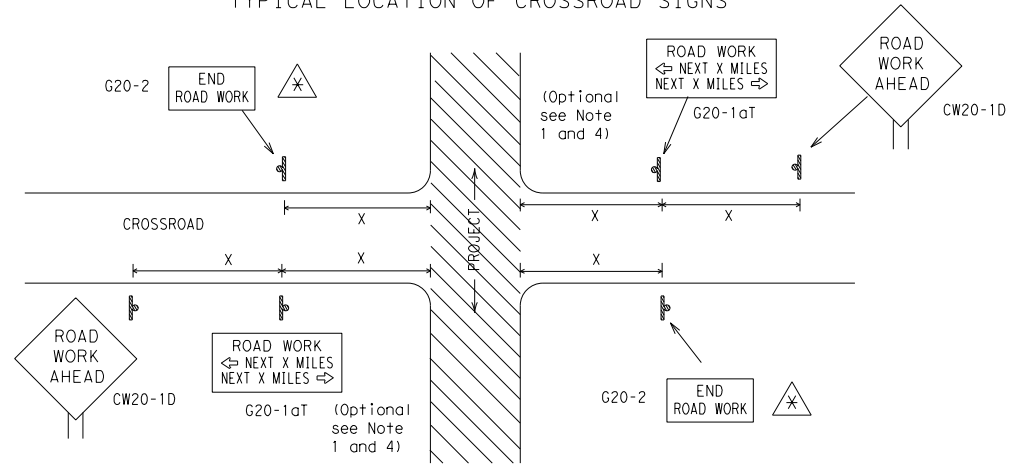 TYPICAL LOCATION OF CROSSROAD SIGNS
G20-2
END
ROAD WORK
(Optional
see Note
1 and 4)
ROAD WORK
⇦ NEXT X MILES
NEXT X MILES ⇨
G20-1aT
ROAD
WORK
AHEAD
CW20-1D
X
X
X
CROSSROAD
PROJECT
X
X
X
ROAD
WORK
AHEAD
CW20-1D
ROAD WORK
⇦ NEXT X MILES
NEXT X MILES ⇨
G20-1aT
(Optional
see Note
1 and 4)
G20-2
END
ROAD WORK